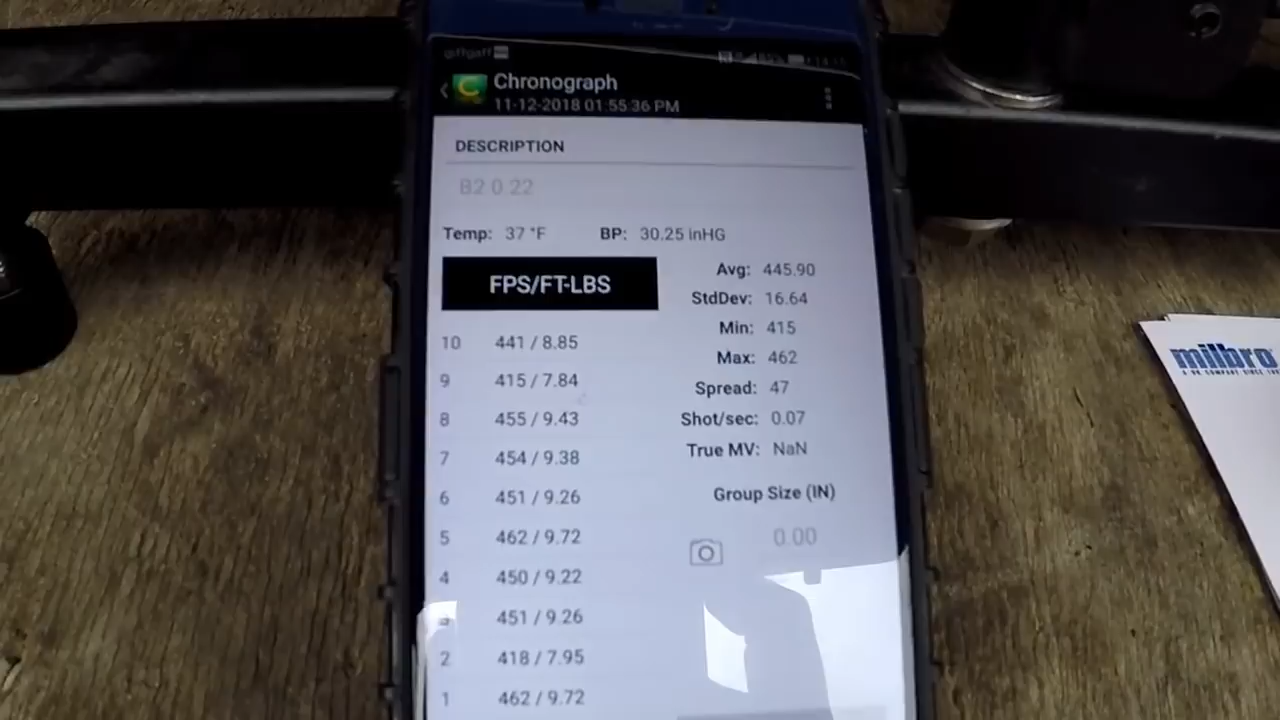 giffgaff
Chronograph
11-12-2018 01:55:36 PM
DESCRIPTION
B2 0.22
Temp: 37 °F BP: 30.25 inHG
FPS/FT-LBS
Avg: 445.90
StdDev: 16.64
Min: 415
Max: 462
Spread: 47
Shot/sec: 0.07
True MV: NaN
Group Size (IN)
0.00
10 441 / 8.85
9 415 / 7.84
8 455 / 9.43
7 454 / 9.38
6 451 / 9.26
5 462 / 9.72
4 450 / 9.22
3 451 / 9.26
2 418 / 7.95
1 462 / 9.72
milbro